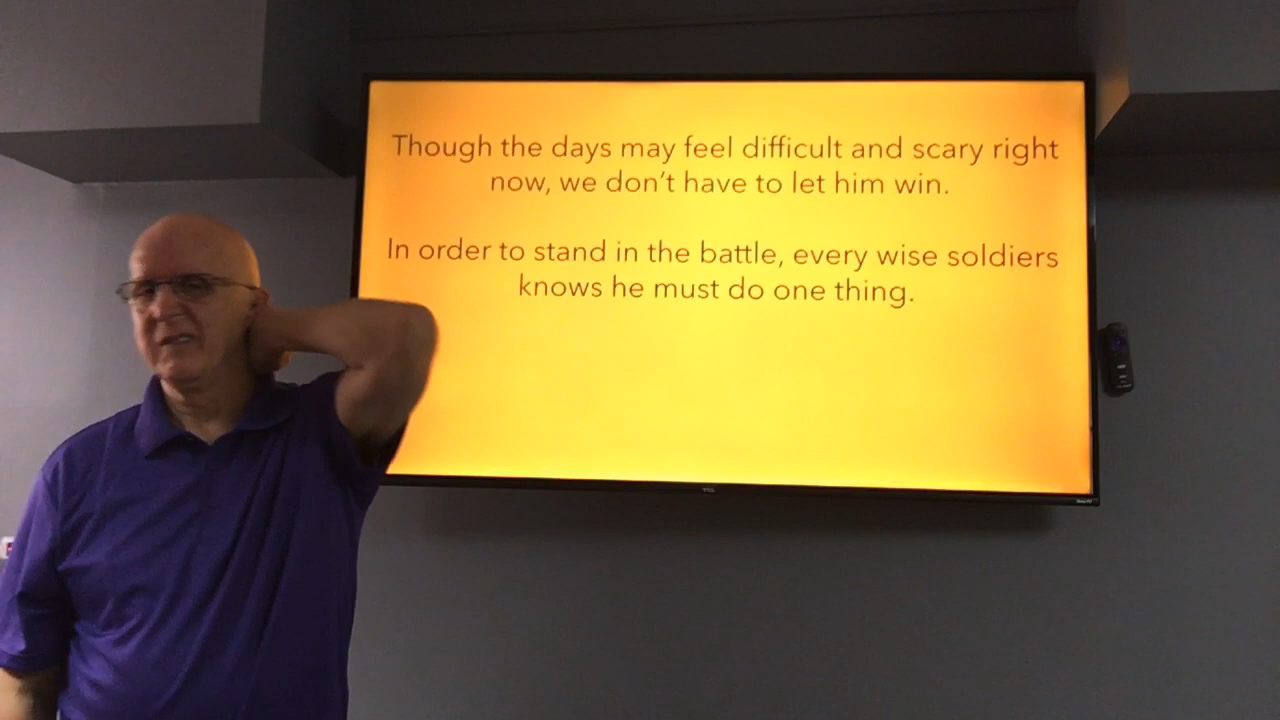 Though the days may feel difficult and scary right
now, we don't have to let him win.
In order to stand in the battle, every wise soldiers
knows he must do one thing.
TCL